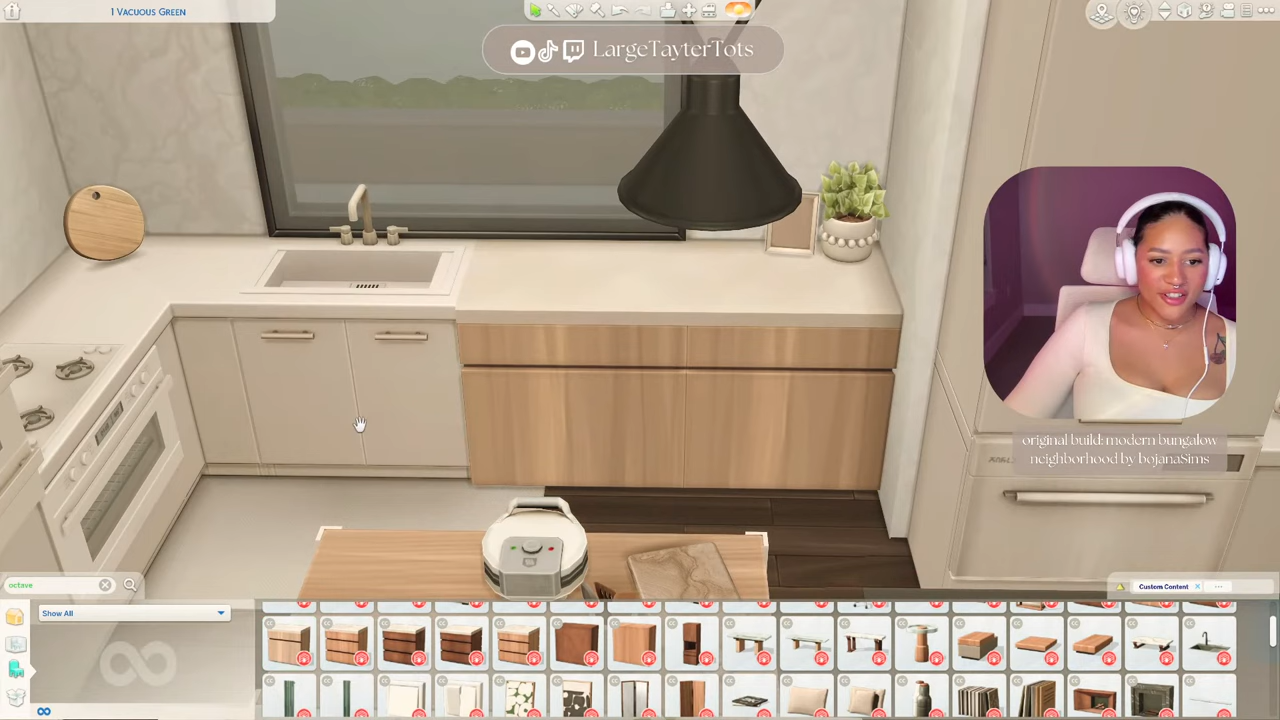 1 Vacuous Green
LargeTayterTots
original build: modern bungalow
neighborhood by bojanaSims
octave
Custom Content
Show All